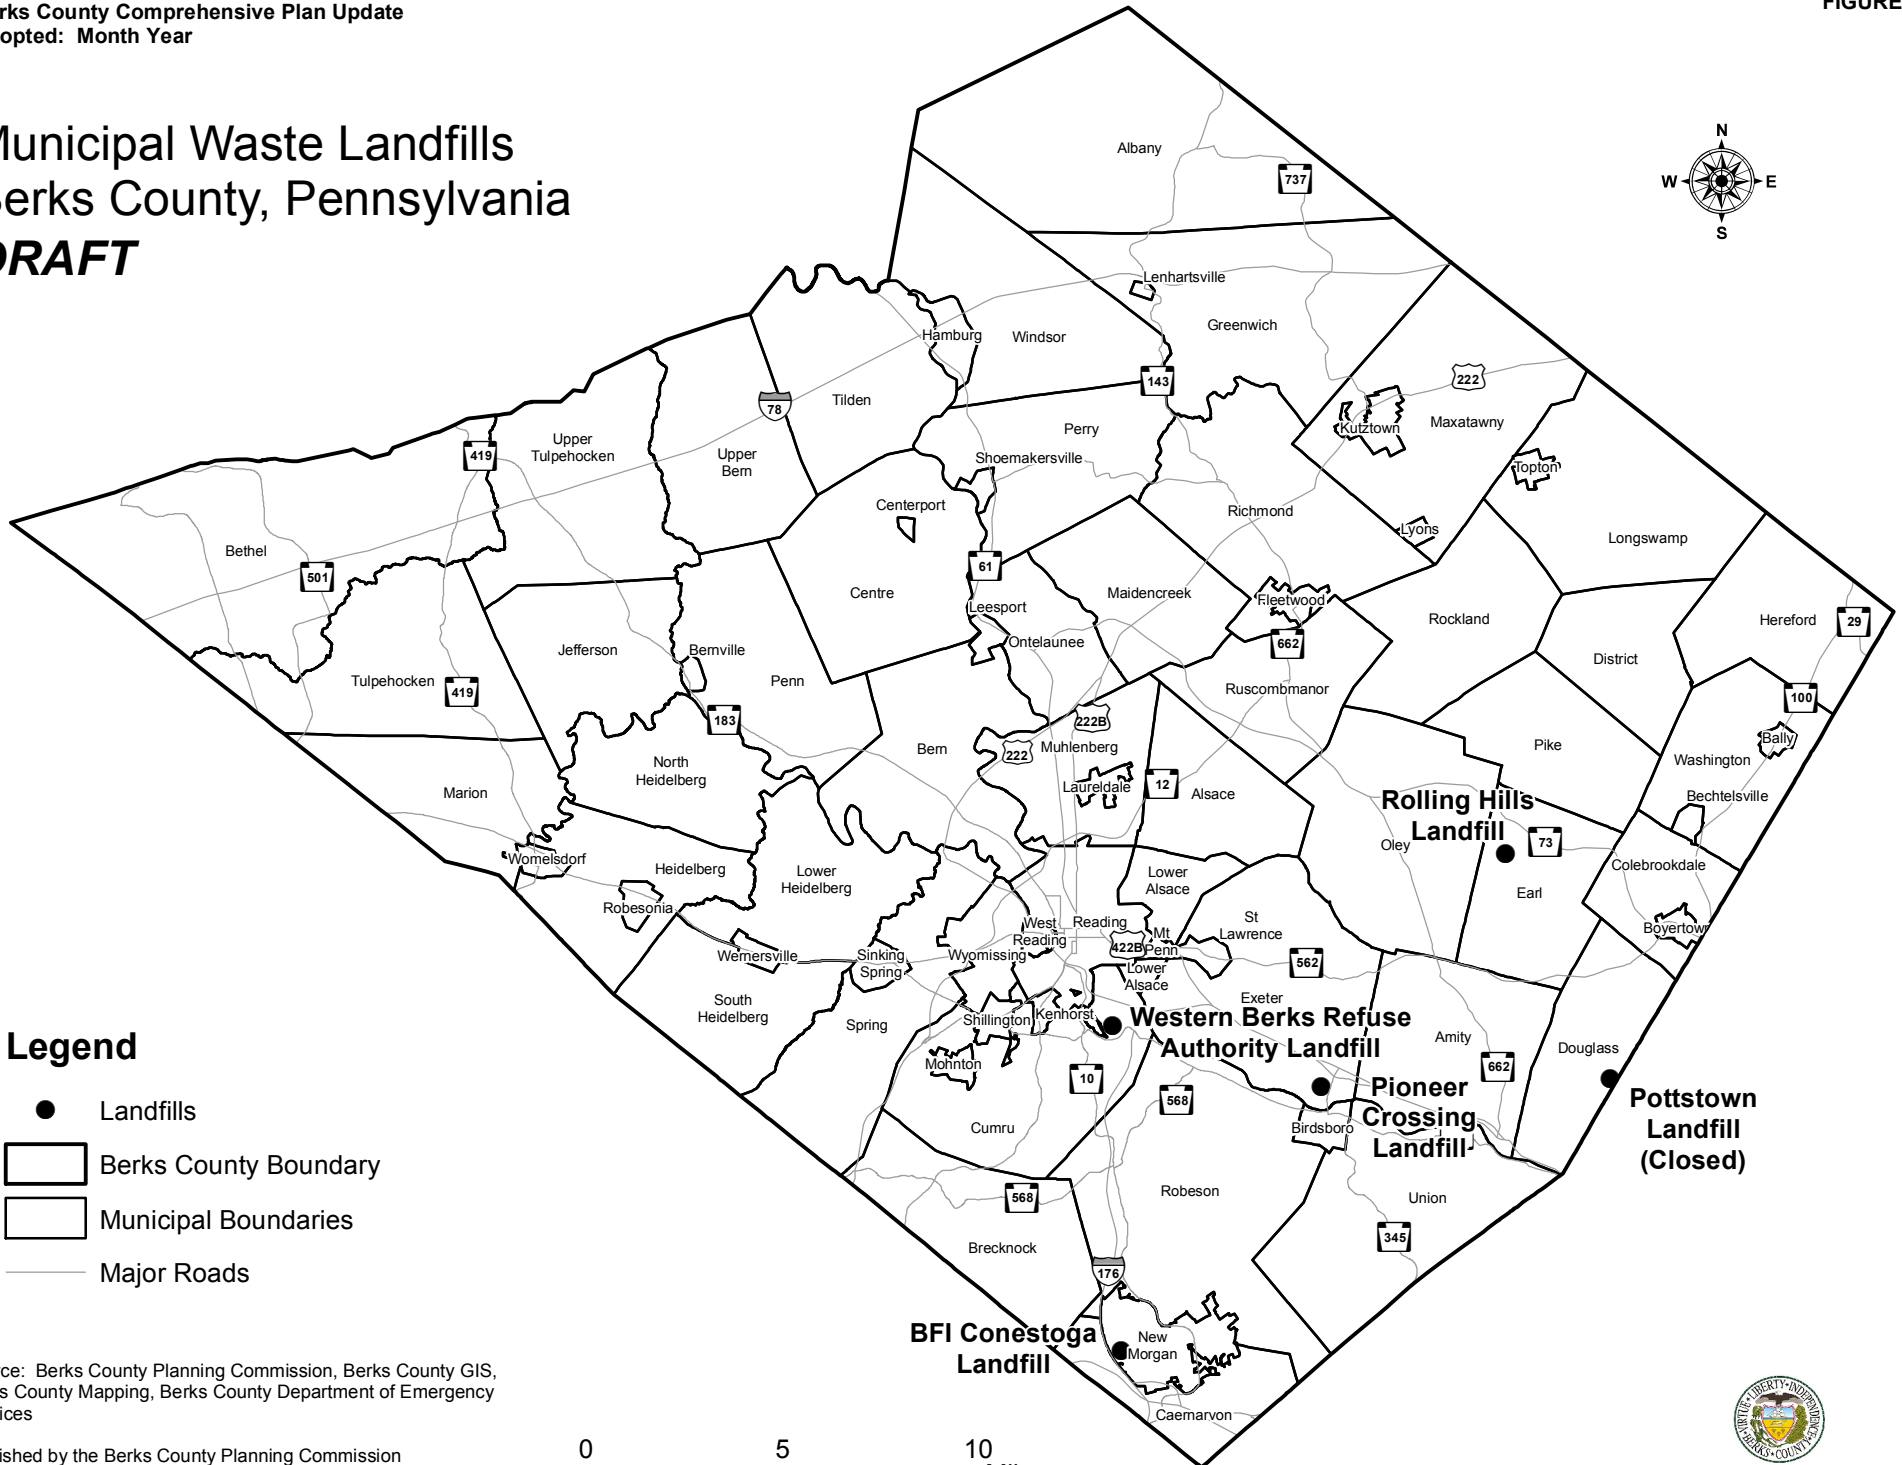 rks County Comprehensive Plan Update
opted: Month Year
FIGURE
Municipal Waste Landfills
Berks County, Pennsylvania
DRAFT
N
W
E
S
Albany
737
Lenhartsville
Hamburg
Windsor
Greenwich
143
222
78
Tilden
Kutztown
Maxatawny
Perry
419
Upper
Tulpehocken
Upper
Bern
Shoemakersville
Topton
Centerport
Richmond
Lyons
Longswamp
Bethel
501
61
Centre
Maidencreek
Fleetwood
Leesport
Rockland
Hereford
29
Ontelaunee
662
Jefferson
Bernville
District
Tulpehocken
419
Penn
Ruscombmanor
100
183
222B
Bally
Bern
222
Muhlenberg
Pike
Washington
North
Heidelberg
Laureldale
12
Alsace
Marion
Bechtelsville
Rolling Hills
Landfill
73
Oley
Womelsdorf
Heidelberg
Lower
Heidelberg
Lower
Alsace
Colebrookdale
Earl
Robesonia
West
Reading
Reading
St
Lawrence
Boyertown
Mt
Penn
422B
Wernersville
Sinking
Spring
Wyomissing
562
Lower
Alsace
South
Heidelberg
Exeter
Spring
Shillington
Kenhorst
Western Berks Refuse
Authority Landfill
Amity
Douglass
Mohnton
662
10
568
Pioneer
Crossing
Landfill
Pottstown
Landfill
(Closed)
Cumru
Birdsboro
568
Robeson
Union
345
Brecknock
176
BFI Conestoga
Landfill
New
Morgan
Caernarvon
Legend
Landfills
Berks County Boundary
Municipal Boundaries
Major Roads
rce: Berks County Planning Commission, Berks County GIS,
s County Mapping, Berks County Department of Emergency
ices
ished by the Berks County Planning Commission
0
5
10
VIRTUE LIBERTY INDEPENDENCE
BERKS COUNTY